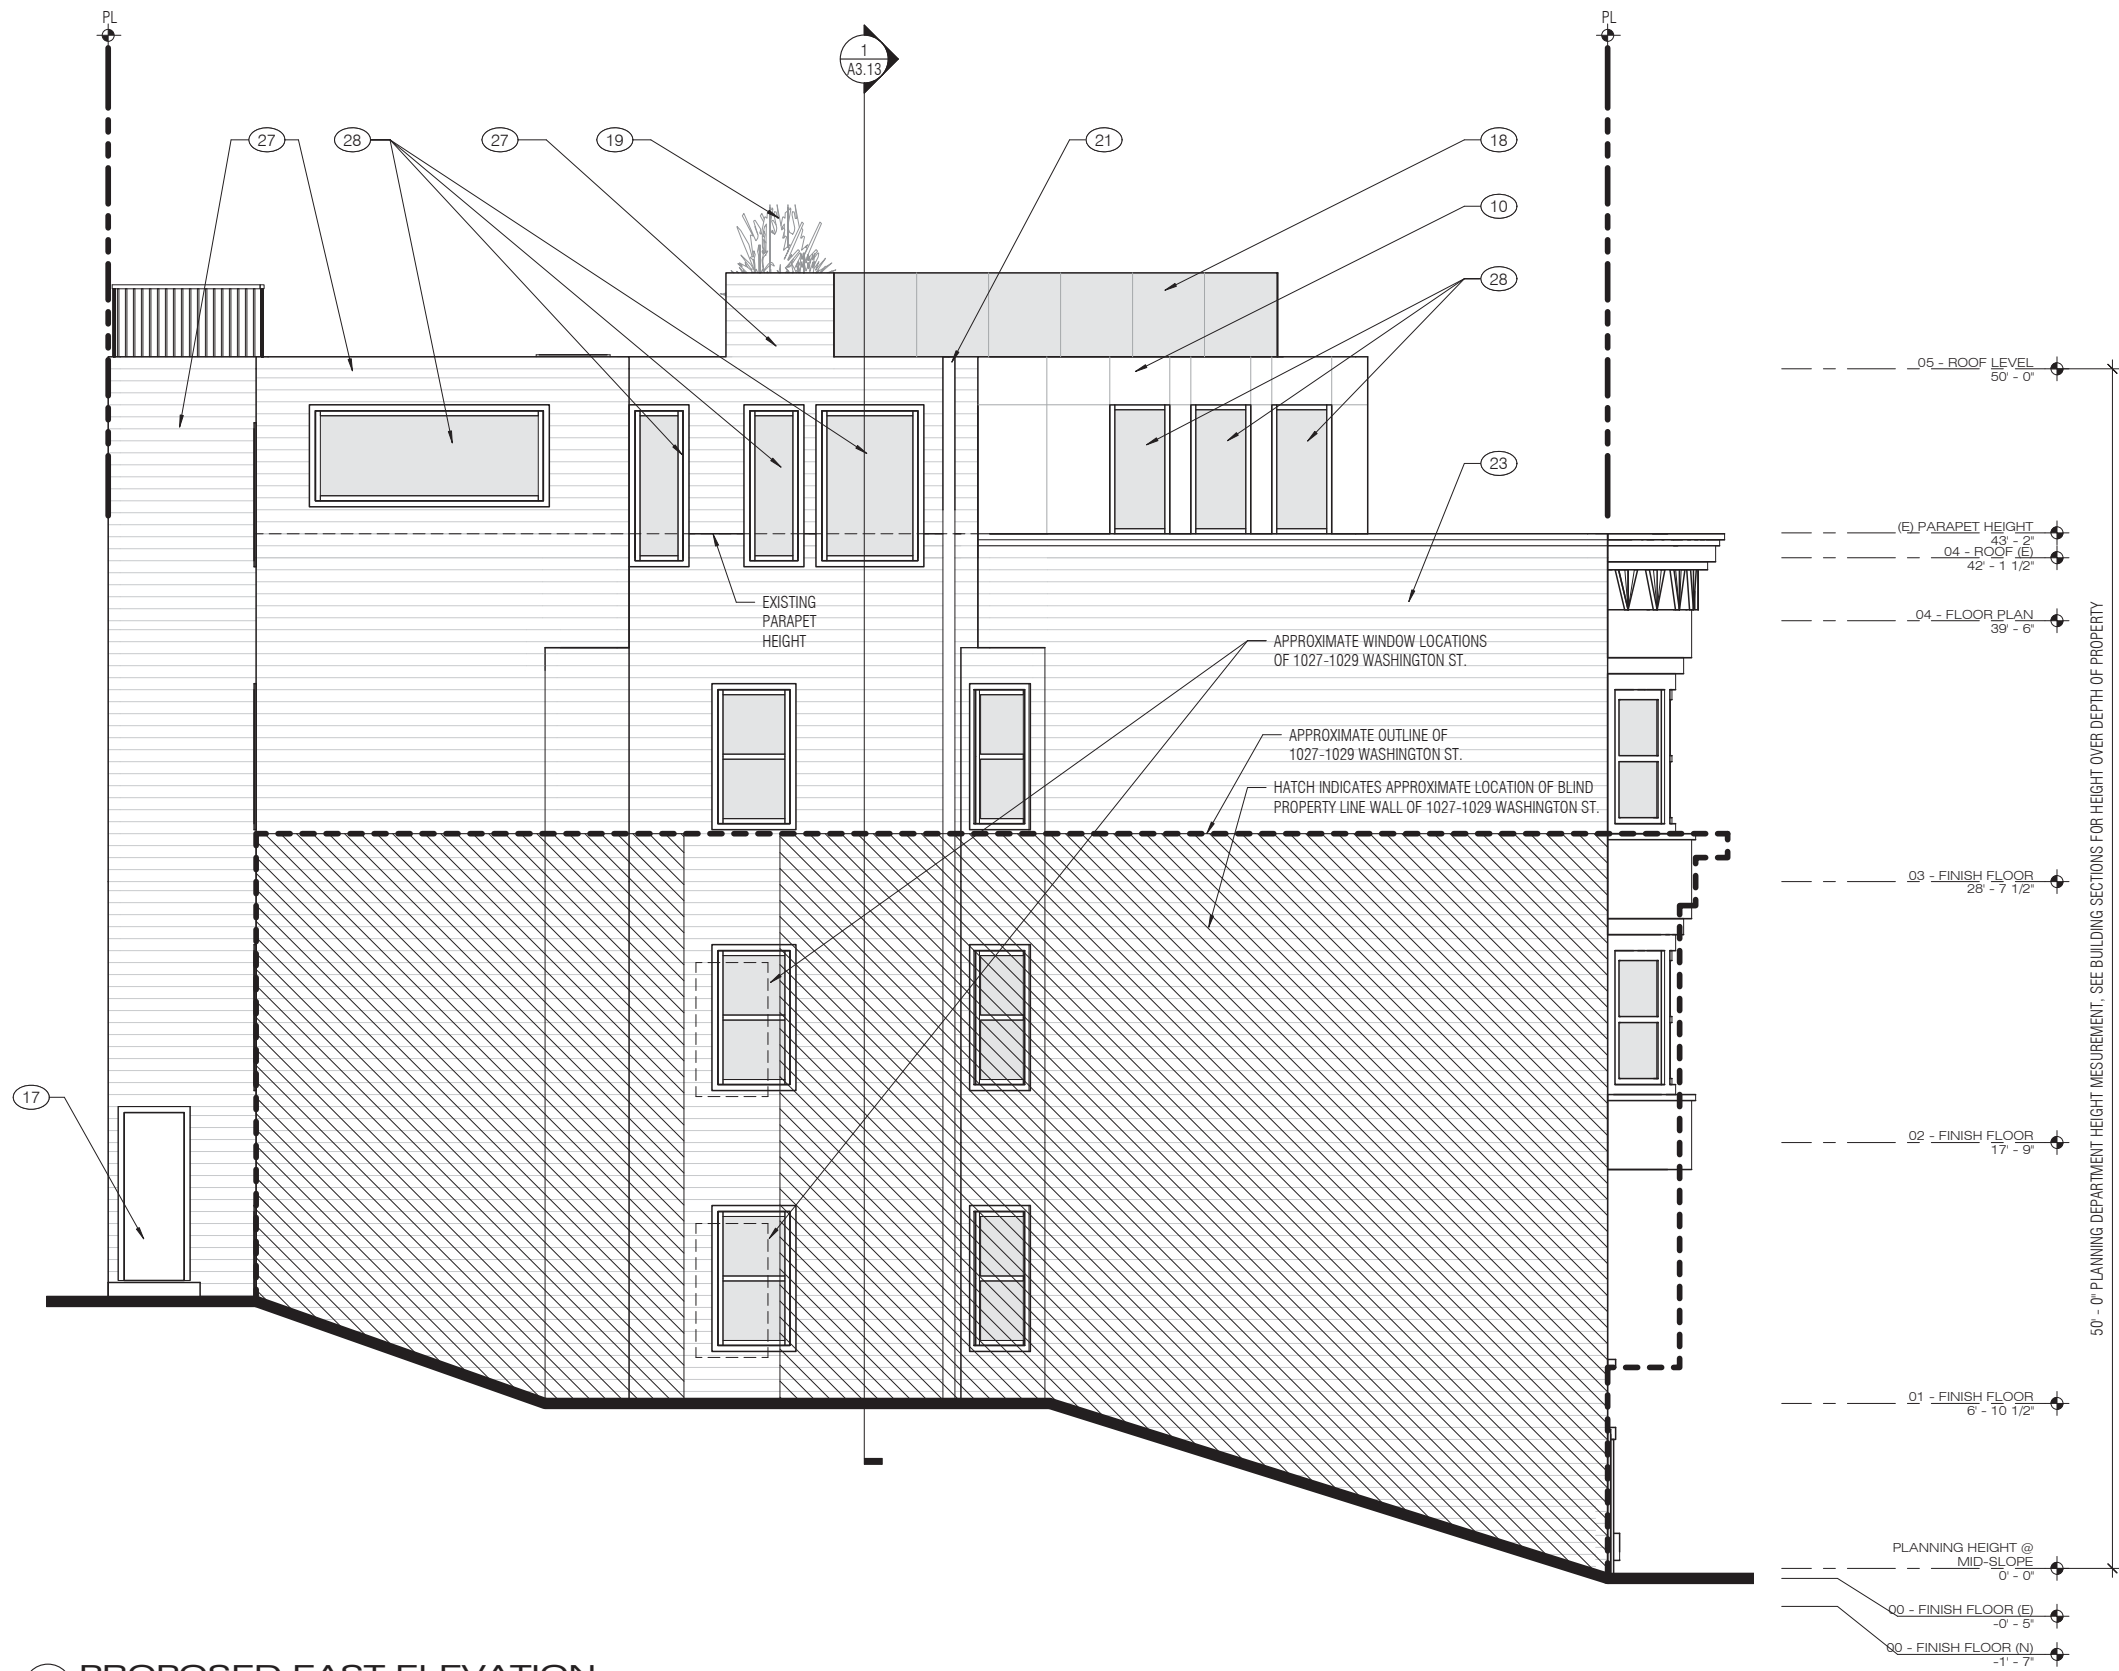 PL
PL
1
A3.13
27
28
27
19
21
18
10
28
23
17
05 - ROOF LEVEL
50' - 0"
(E) PARAPET HEIGHT
43' - 2"
04 - ROOF (E)
42' - 1 1/2"
04 - FLOOR PLAN
39' - 6"
EXISTING
PARAPET
HEIGHT
APPROXIMATE WINDOW LOCATIONS
OF 1027-1029 WASHINGTON ST.
APPROXIMATE OUTLINE OF
1027-1029 WASHINGTON ST.
HATCH INDICATES APPROXIMATE LOCATION OF BLIND
PROPERTY LINE WALL OF 1027-1029 WASHINGTON ST.
03 - FINISH FLOOR
28' - 7 1/2"
02 - FINISH FLOOR
17' - 9"
01 - FINISH FLOOR
6' - 10 1/2"
PLANNING HEIGHT @
MID-SLOPE
0' - 0"
00 - FINISH FLOOR (E)
-0' - 5"
00 - FINISH FLOOR (N)
-1' - 7"
50' - 0" PLANNING DEPARTMENT HEIGHT MESUREMENT, SEE BUILDING SECTIONS FOR HEIGHT OVER DEPTH OF PROPERTY
PROPOSED EAST ELEVATION